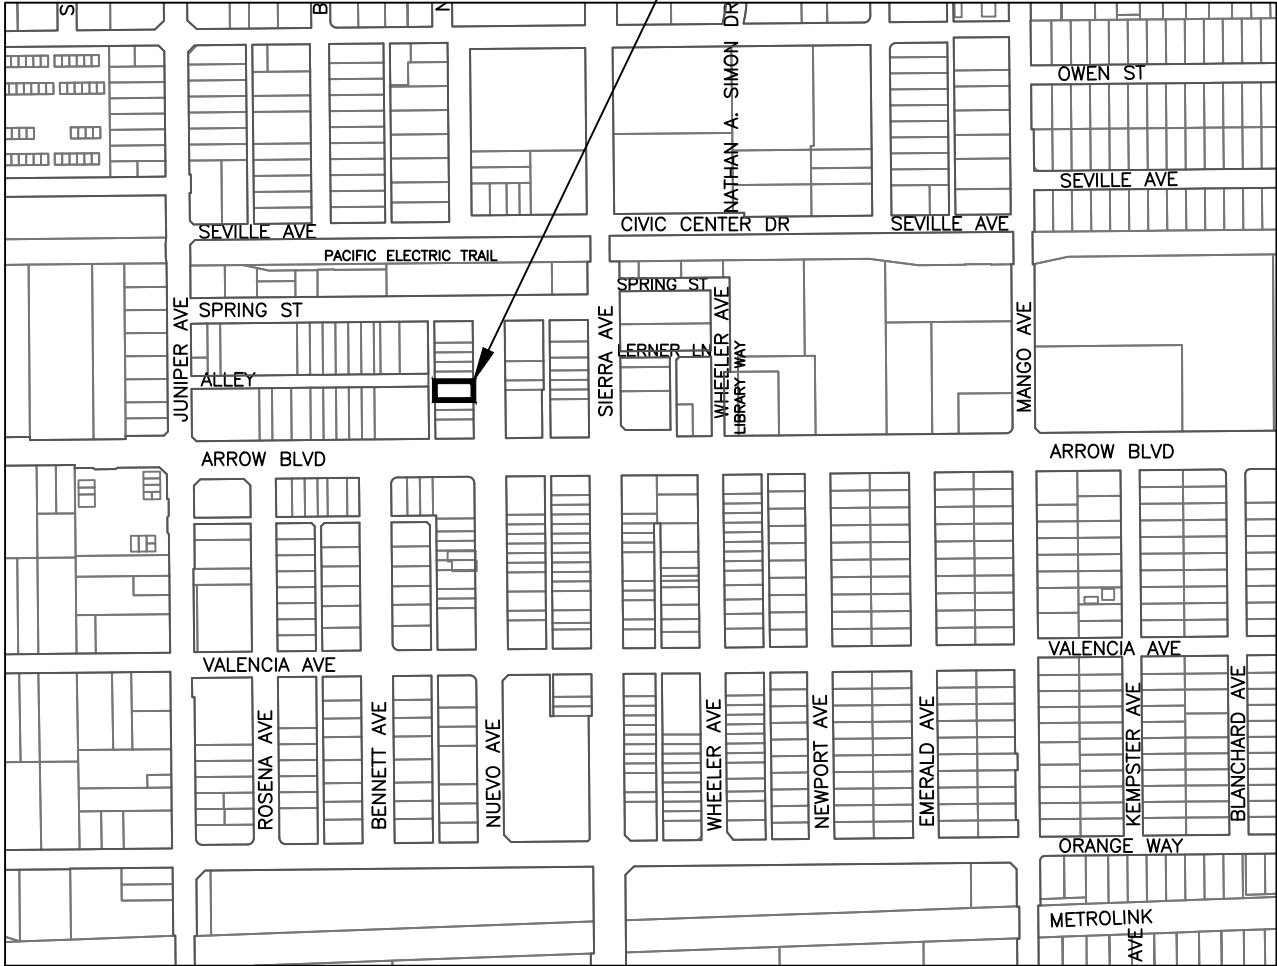 S
B
N
NATHAN A. SIMON DR
OWEN ST
SEVILLE AVE
SEVILLE AVE
CIVIC CENTER DR
SEVILLE AVE
PACIFIC ELECTRIC TRAIL
SPRING ST
SPRING ST
JUNIPER AVE
SIERRA AVE
WHEELER AVE
MANGO AVE
LERNER LN
LIBRARY WAY
ALLEY
ARROW BLVD
ARROW BLVD
VALENCIA AVE
VALENCIA AVE
ROSENA AVE
BENNETT AVE
NUEVO AVE
WHEELER AVE
NEWPORT AVE
EMERALD AVE
KEMPSTER AVE
BLANCHARD AVE
ORANGE WAY
METROLINK
AVE